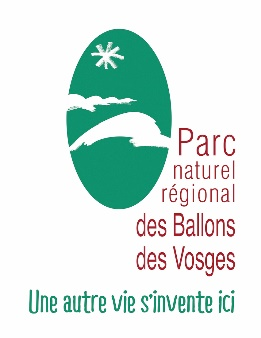 Parc
naturel
régional
des Ballons
des Vosges
Une autre vie s'invente ici